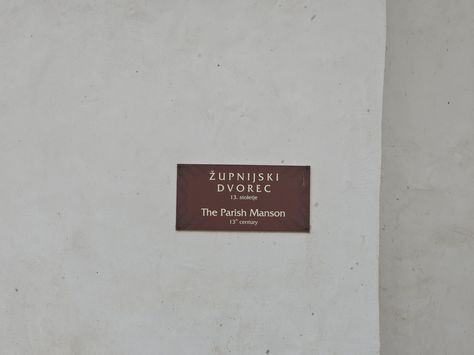 ŽUPNIJSKI
DVOREC
13. stoletje
The Parish Manson
13th century